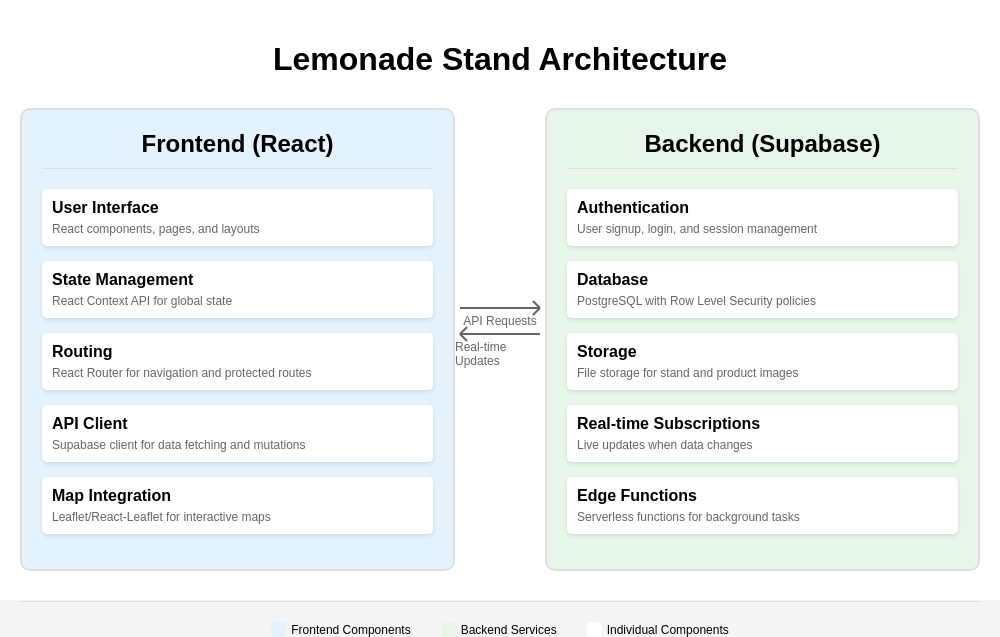 Lemonade Stand Architecture
Frontend (React)
User Interface
React components, pages, and layouts
State Management
React Context API for global state
Routing
React Router for navigation and protected routes
API Client
Supabase client for data fetching and mutations
Map Integration
Leaflet/React-Leaflet for interactive maps
API Requests
Real-time
Updates
Backend (Supabase)
Authentication
User signup, login, and session management
Database
PostgreSQL with Row Level Security policies
Storage
File storage for stand and product images
Real-time Subscriptions
Live updates when data changes
Edge Functions
Serverless functions for background tasks
Frontend Components
Backend Services
Individual Components